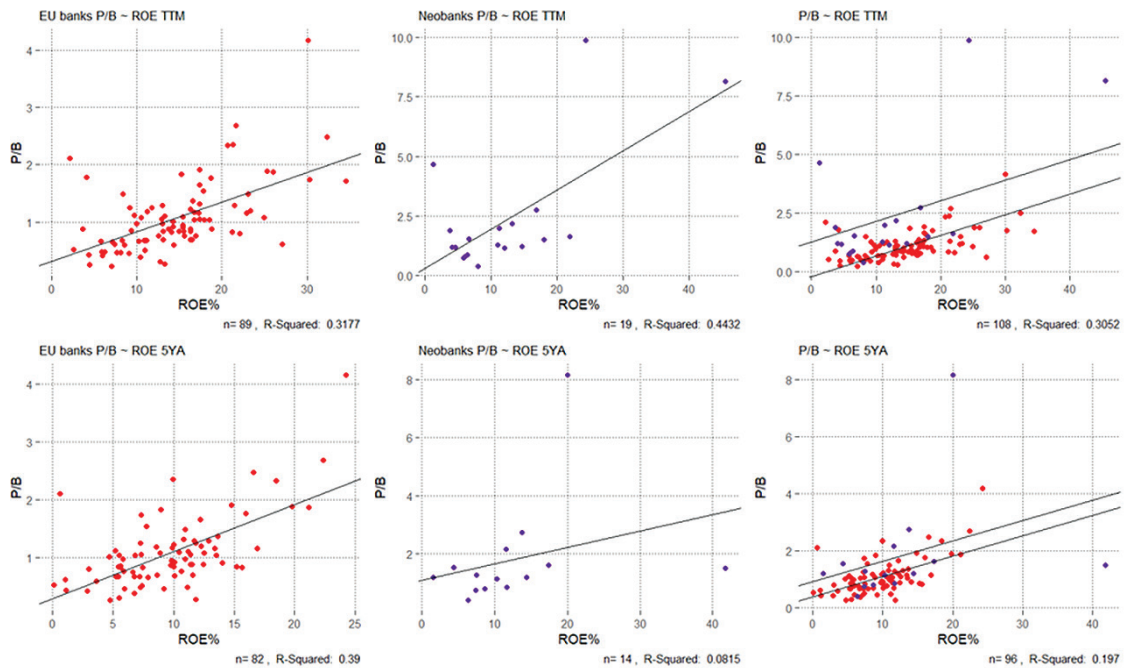 EU banks P/B ~ ROE TTM
4
3
2
1
P/B
0
10
20
30
ROE%
n= 89 , R-Squared: 0.3177
Neobanks P/B ~ ROE TTM
10.0
7.5
5.0
2.5
0.0
P/B
0
10
20
30
40
ROE%
n= 19 , R-Squared: 0.4432
P/B ~ ROE TTM
10.0
7.5
5.0
2.5
0.0
P/B
0
10
20
30
40
ROE%
n= 108 , R-Squared: 0.3052
EU banks P/B ~ ROE 5YA
4
3
2
1
P/B
0
5
10
15
20
25
ROE%
n= 82 , R-Squared: 0.39
Neobanks P/B ~ ROE 5YA
8
6
4
2
P/B
0
10
20
30
40
ROE%
n= 14 , R-Squared: 0.0815
P/B ~ ROE 5YA
8
6
4
2
0
P/B
0
10
20
30
40
ROE%
n= 96 , R-Squared: 0.197